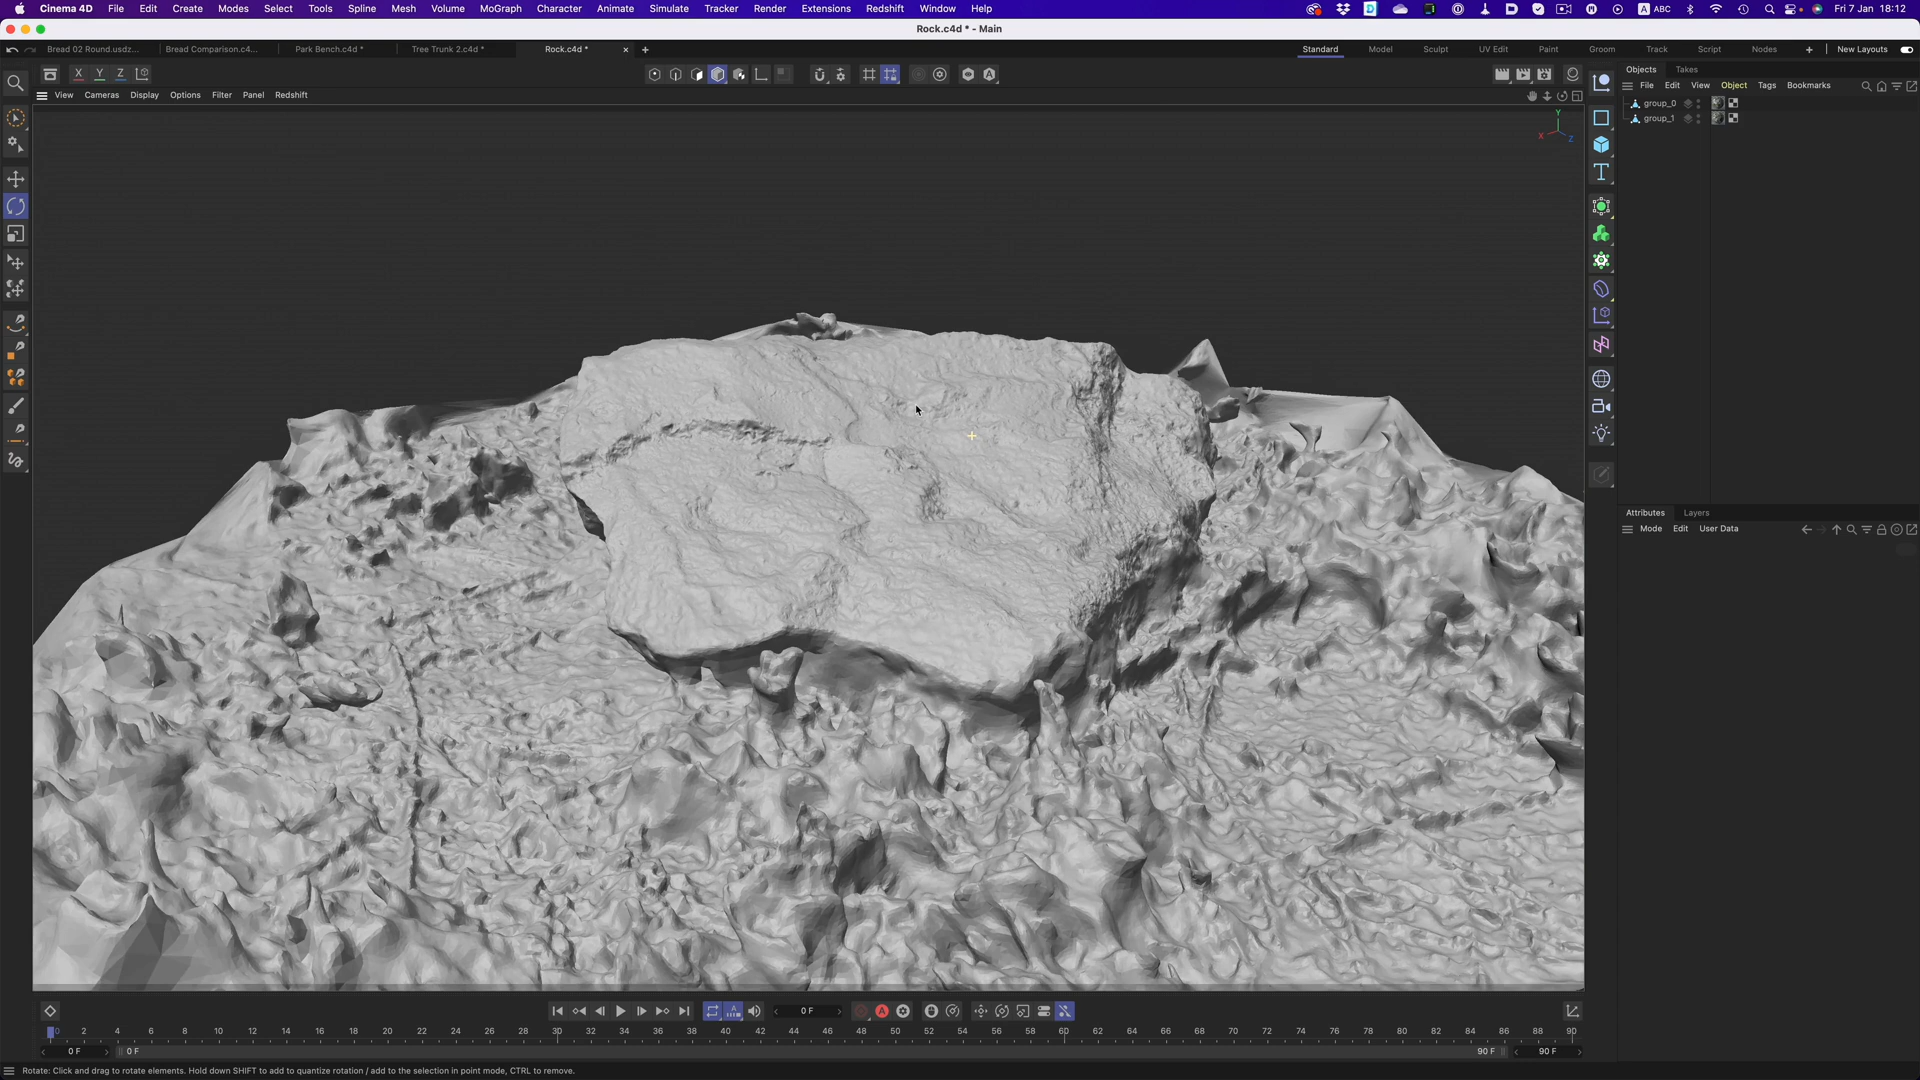 Cinema 4D File Edit Create Modes Select Tools Spline Mesh Volume MoGraph Character Animate Simulate Tracker Render Extensions Redshift Window Help ABC Fri 7 Jan 18:12
Rock.c4d * - Main
Bread 02 Round.usdz... Bread Comparison.c4... Park Bench.c4d * Tree Trunk 2.c4d * Rock.c4d * Standard Model Sculpt UV Edit Paint Groom Track Script Nodes New Layouts
X Y Z
Objects Takes
File Edit View Object Tags Bookmarks
View Cameras Display Options Filter Panel Redshift
group_0
group_1
Y
X Z
Attributes Layers
Mode Edit User Data
0 F
0 2 4 6 8 10 12 14 16 18 20 22 24 26 28 30 32 34 36 38 40 42 44 46 48 50 52 54 56 58 60 62 64 66 68 70 72 74 76 78 80 82 84 86 88 90
0 F 0 F 90 F 90 F
Rotate: Click and drag to rotate elements. Hold down SHIFT to add to quantize rotation / add to the selection in point mode, CTRL to remove.